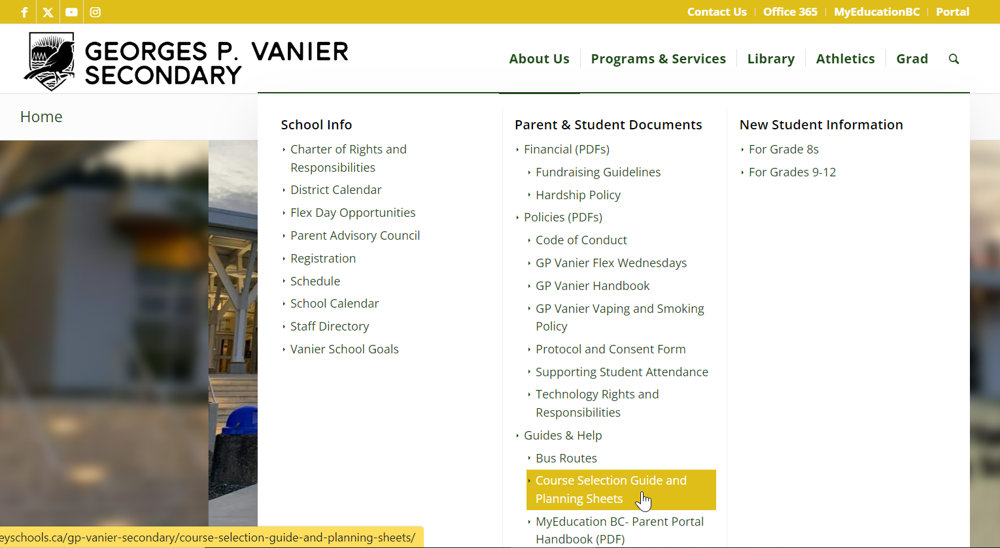 Contact Us
Office 365
MyEducationBC
Portal
GEORGES P. VANIER
SECONDARY
About Us
Programs & Services
Library
Athletics
Grad
Home
School Info
Charter of Rights and
Responsibilities
District Calendar
Flex Day Opportunities
Parent Advisory Council
Registration
Schedule
School Calendar
Staff Directory
Vanier School Goals
Parent & Student Documents
Financial (PDFs)
Fundraising Guidelines
Hardship Policy
Policies (PDFs)
Code of Conduct
GP Vanier Flex Wednesdays
GP Vanier Handbook
GP Vanier Vaping and Smoking
Policy
Protocol and Consent Form
Supporting Student Attendance
Technology Rights and
Responsibilities
Guides & Help
Bus Routes
Course Selection Guide and
Planning Sheets
MyEducation BC- Parent Portal
Handbook (PDF)
New Student Information
For Grade 8s
For Grades 9-12
eyschools.ca/gp-vanier-secondary/course-selection-guide-and-planning-sheets/